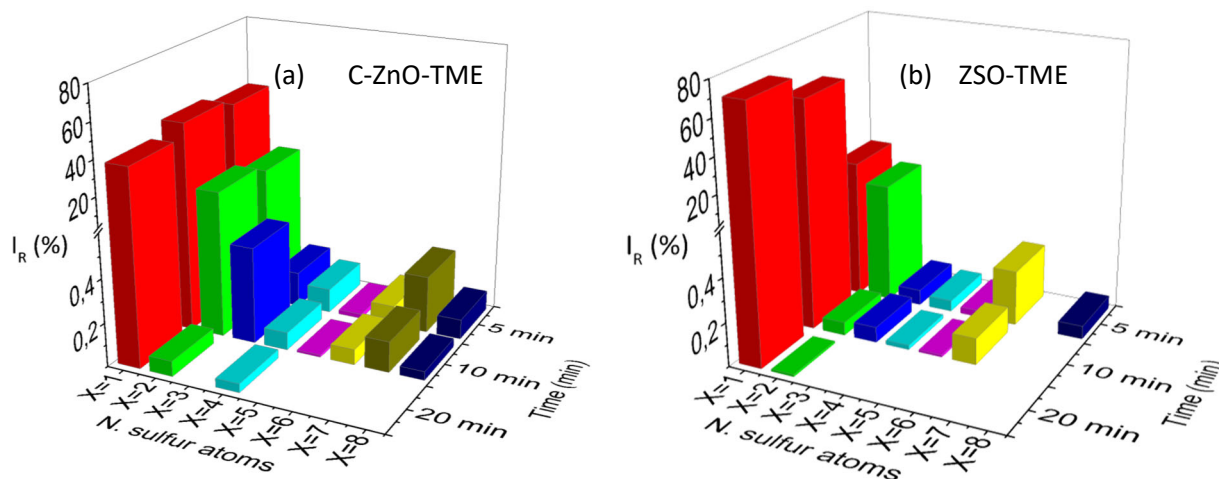 (a) C-ZnO-TME
80
60
40
20
I_R (%)
0,4
0,2
X=1
X=2
X=3
X=4
X=5
X=6
X=7
X=8
N. sulfur atoms
5 min
10 min
20 min
Time (min)
(b) ZSO-TME
80
60
40
20
I_R (%)
0,4
0,2
X=1
X=2
X=3
X=4
X=5
X=6
X=7
X=8
N. sulfur atoms
5 min
10 min
20 min
Time (min)